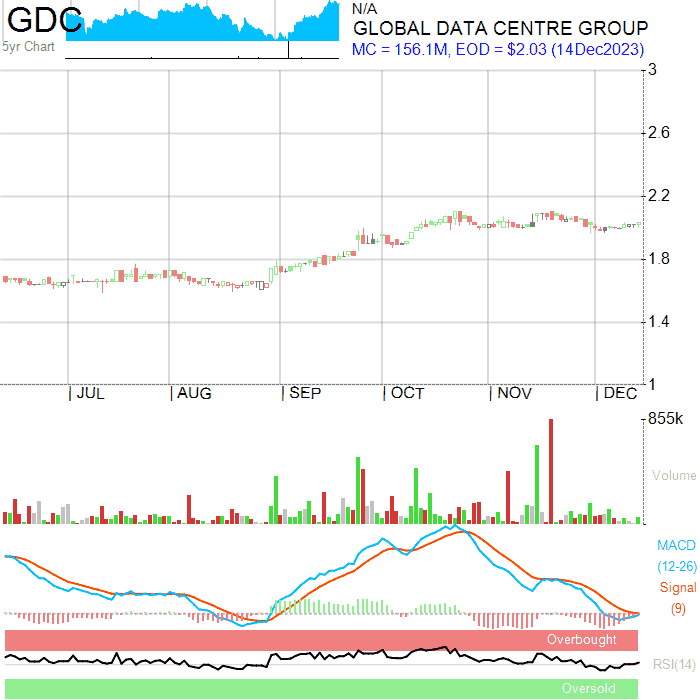 GDC
5yr Chart
N/A
GLOBAL DATA CENTRE GROUP
MC = 156.1M, EOD = $2.03 (14Dec2023)
3
2.6
2.2
1.8
1.4
1
JUL
AUG
SEP
OCT
NOV
DEC
855k
Volume
MACD
(12-26)
Signal
(9)
Overbought
RSI(14)
Oversold